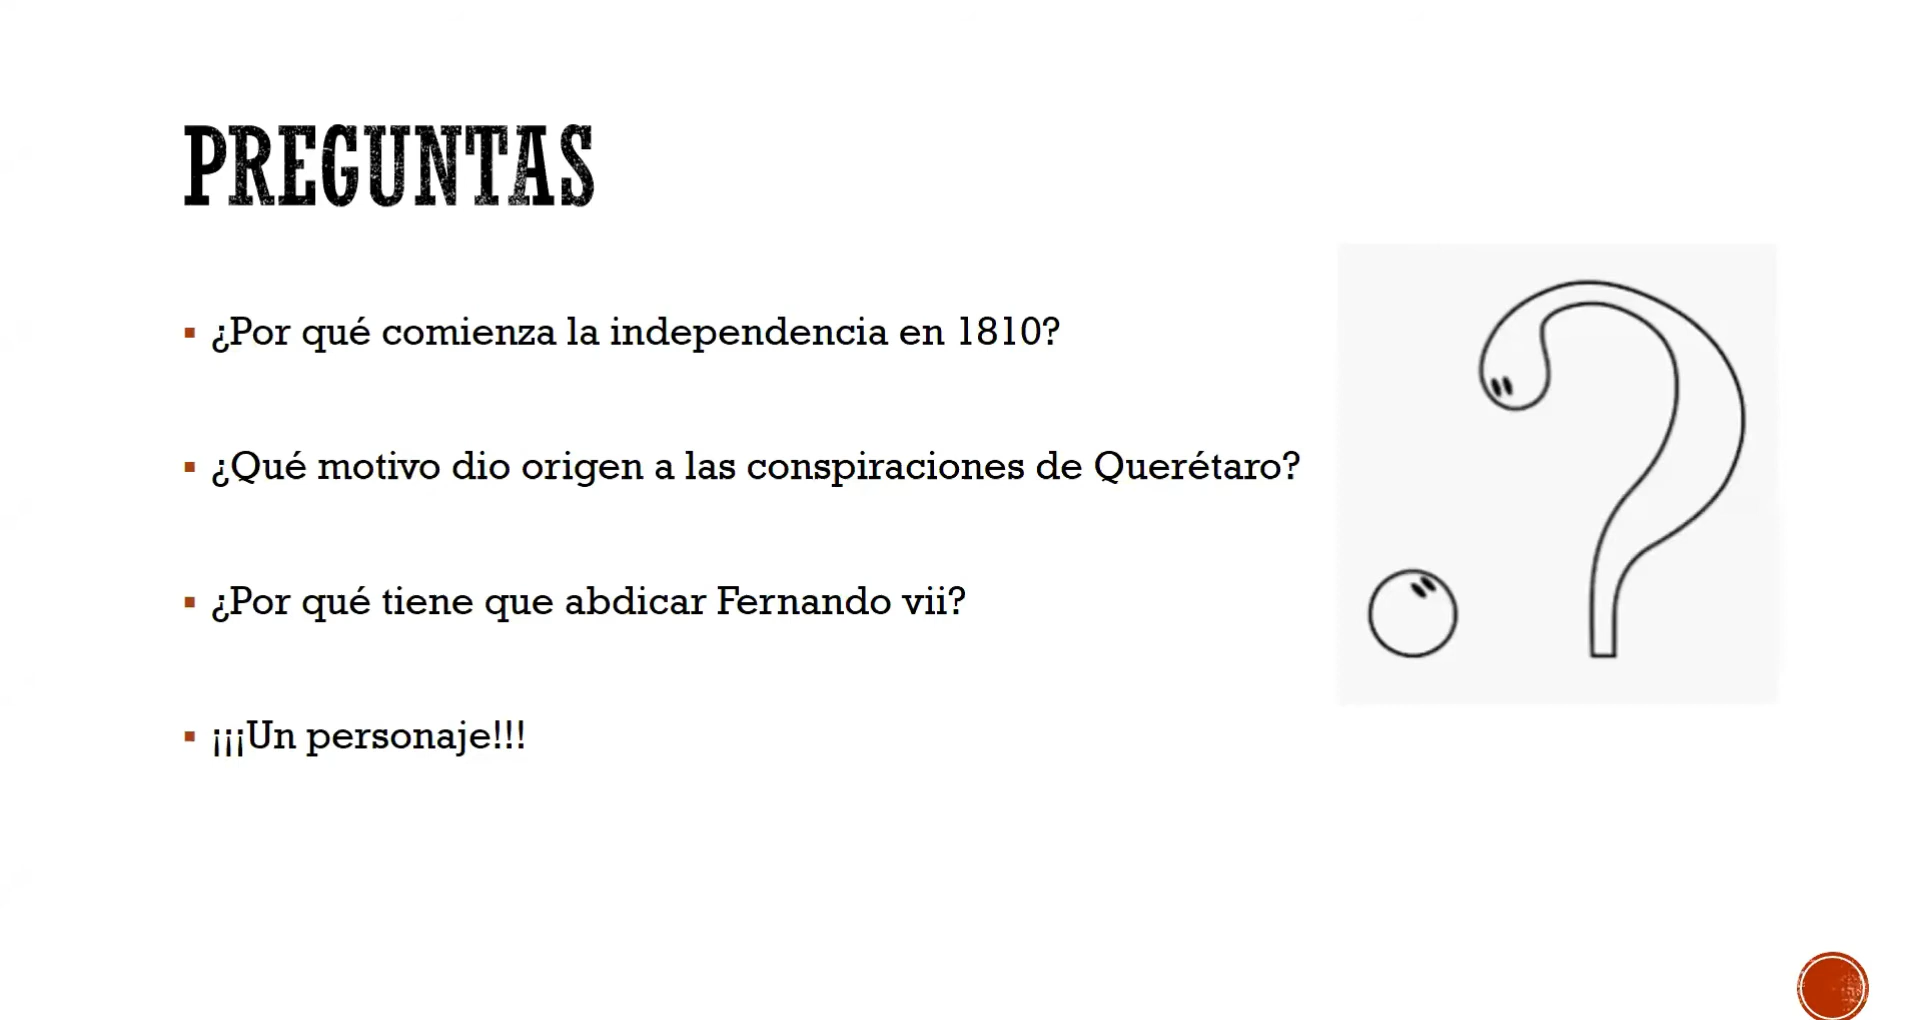 PREGUNTAS
¿Por qué comienza la independencia en 1810?
¿Qué motivo dio origen a las conspiraciones de Querétaro?
¿Por qué tiene que abdicar Fernando vii?
¡¡¡Un personaje!!!